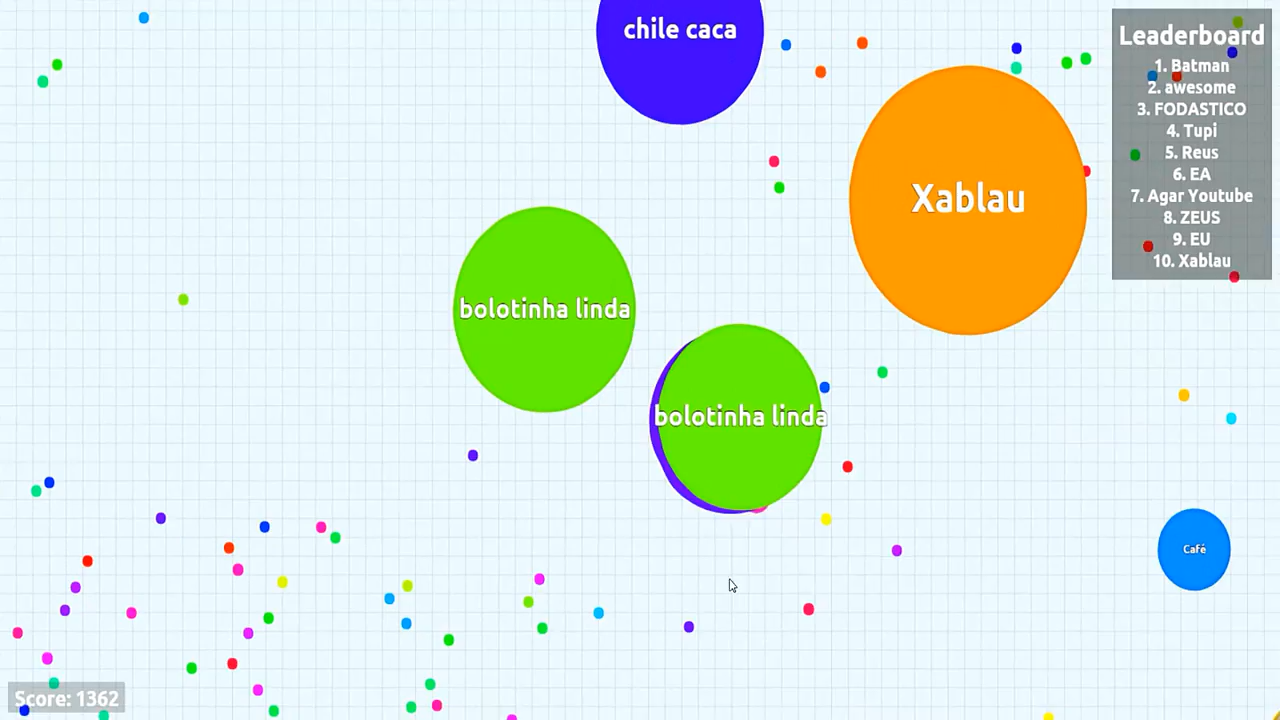 chile caca
Xablau
bolotinha linda
bolotinha linda
Café
Leaderboard
1. Batman
2. awesome
3. FODASTICO
4. Tupi
5. Reus
6. EA
7. Agar Youtube
8. ZEUS
9. EU
10. Xablau
Score: 1362